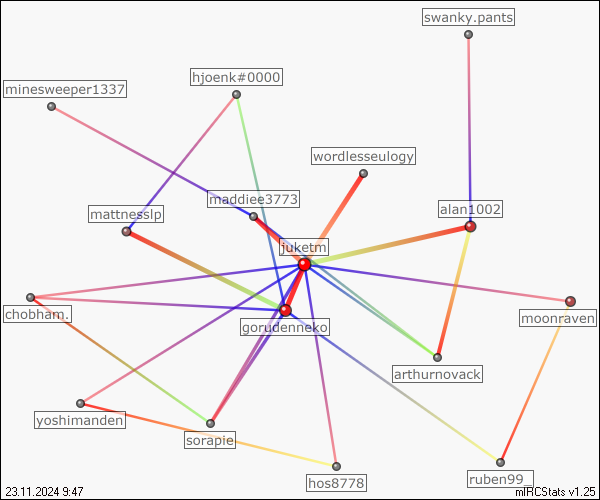 swanky.pants
hjoenk#0000
minesweeper1337
wordlesseulogy
maddiee3773
alan1002
mattnesslp
juketm
chobham.
gorudenneko
moonraven
arthurnovack
yoshimanden
sorapie
hos8778
ruben99_
23.11.2024 9:47
mIRCStats v1.25